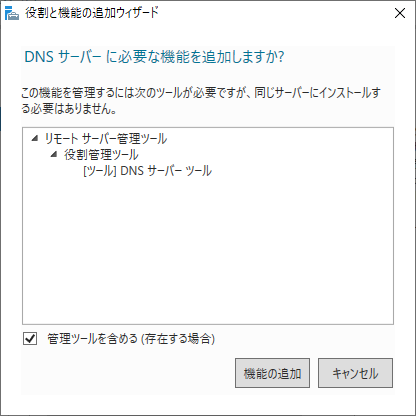 役割と機能の追加ウィザード
DNS サーバー に必要な機能を追加しますか?
この機能を管理するには次のツールが必要ですが、同じサーバーにインストールす
る必要はありません。
リモート サーバー管理ツール
役割管理ツール
[ツール] DNS サーバー ツール
管理ツールを含める (存在する場合)
機能の追加
キャンセル